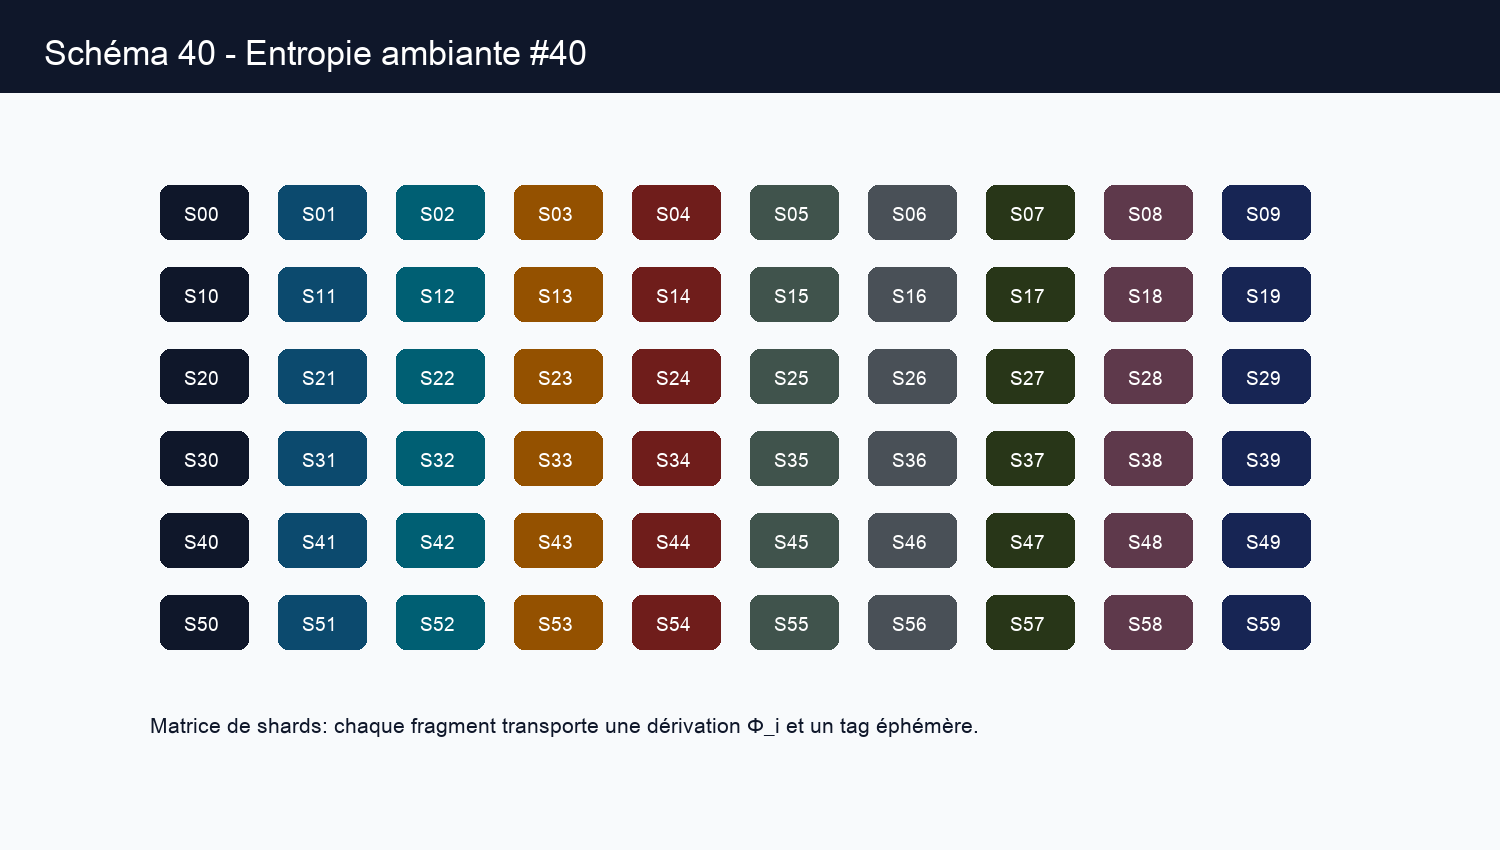 Schéma 40 - Entropie ambiante #40
S00 S01 S02 S03 S04 S05 S06 S07 S08 S09
S10 S11 S12 S13 S14 S15 S16 S17 S18 S19
S20 S21 S22 S23 S24 S25 S26 S27 S28 S29
S30 S31 S32 S33 S34 S35 S36 S37 S38 S39
S40 S41 S42 S43 S44 S45 S46 S47 S48 S49
S50 S51 S52 S53 S54 S55 S56 S57 S58 S59
Matrice de shards: chaque fragment transporte une dérivation Φ_i et un tag éphémère.